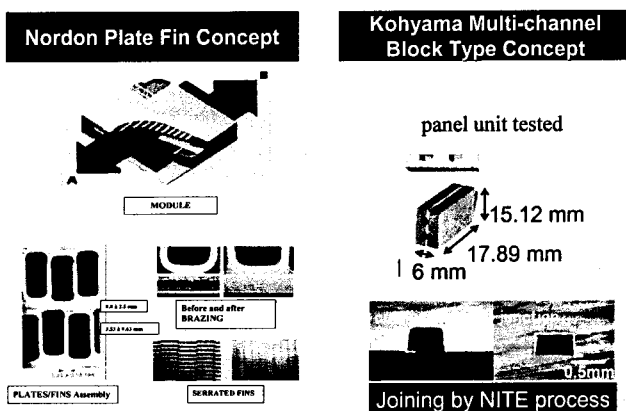 Nordon Plate Fin Concept
B
A
MODULE
Before and after
BRAZING
PLATES/FINS Assembly
SERRATED FINS
Kohyama Multi-channel
Block Type Concept
panel unit tested
15.12 mm
17.89 mm
6 mm
0.5mm
Joining by NITE process